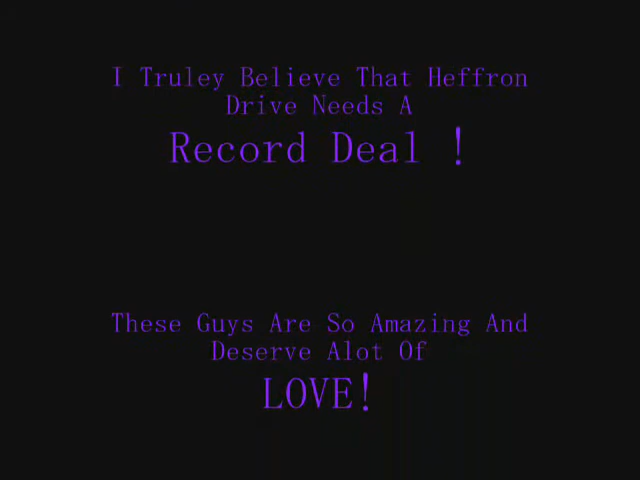 I Truley Believe That Heffron
Drive Needs A
Record Deal !
These Guys Are So Amazing And
Deserve Alot Of
LOVE!